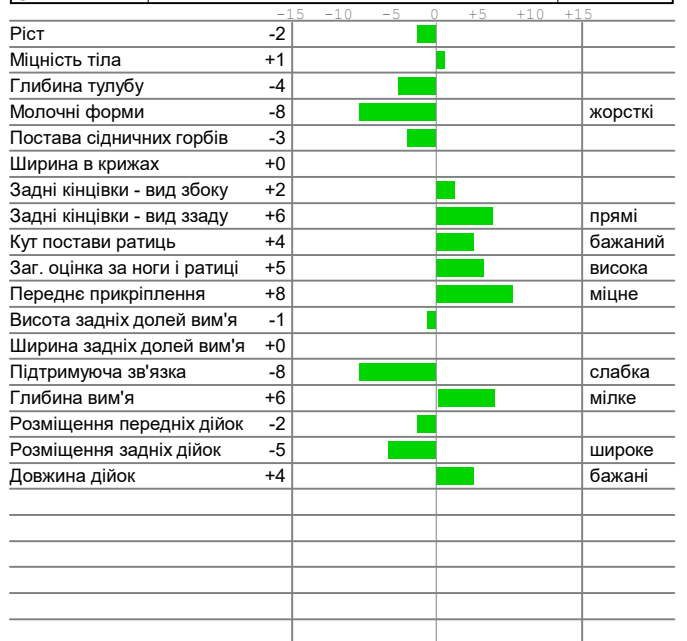 -15 -10 -5 0 +5 +10 +15
Ріст -2
Міцність тіла +1
Глибина тулубу -4
Молочні форми -8 жорсткі
Постава сідничних горбів -3
Ширина в крижах +0
Задні кінцівки - вид збоку +2
Задні кінцівки - вид ззаду +6 прямі
Кут постави ратиць +4 бажаний
Заг. оцінка за ноги і ратиці +5 висока
Переднє прикріплення +8 міцне
Висота задніх долей вим'я -1
Ширина задніх долей вим'я +0
Підтримуюча зв'язка -8 слабка
Глибина вим'я +6 мілке
Розміщення передніх дійок -2
Розміщення задніх дійок -5 широке
Довжина дійок +4 бажані